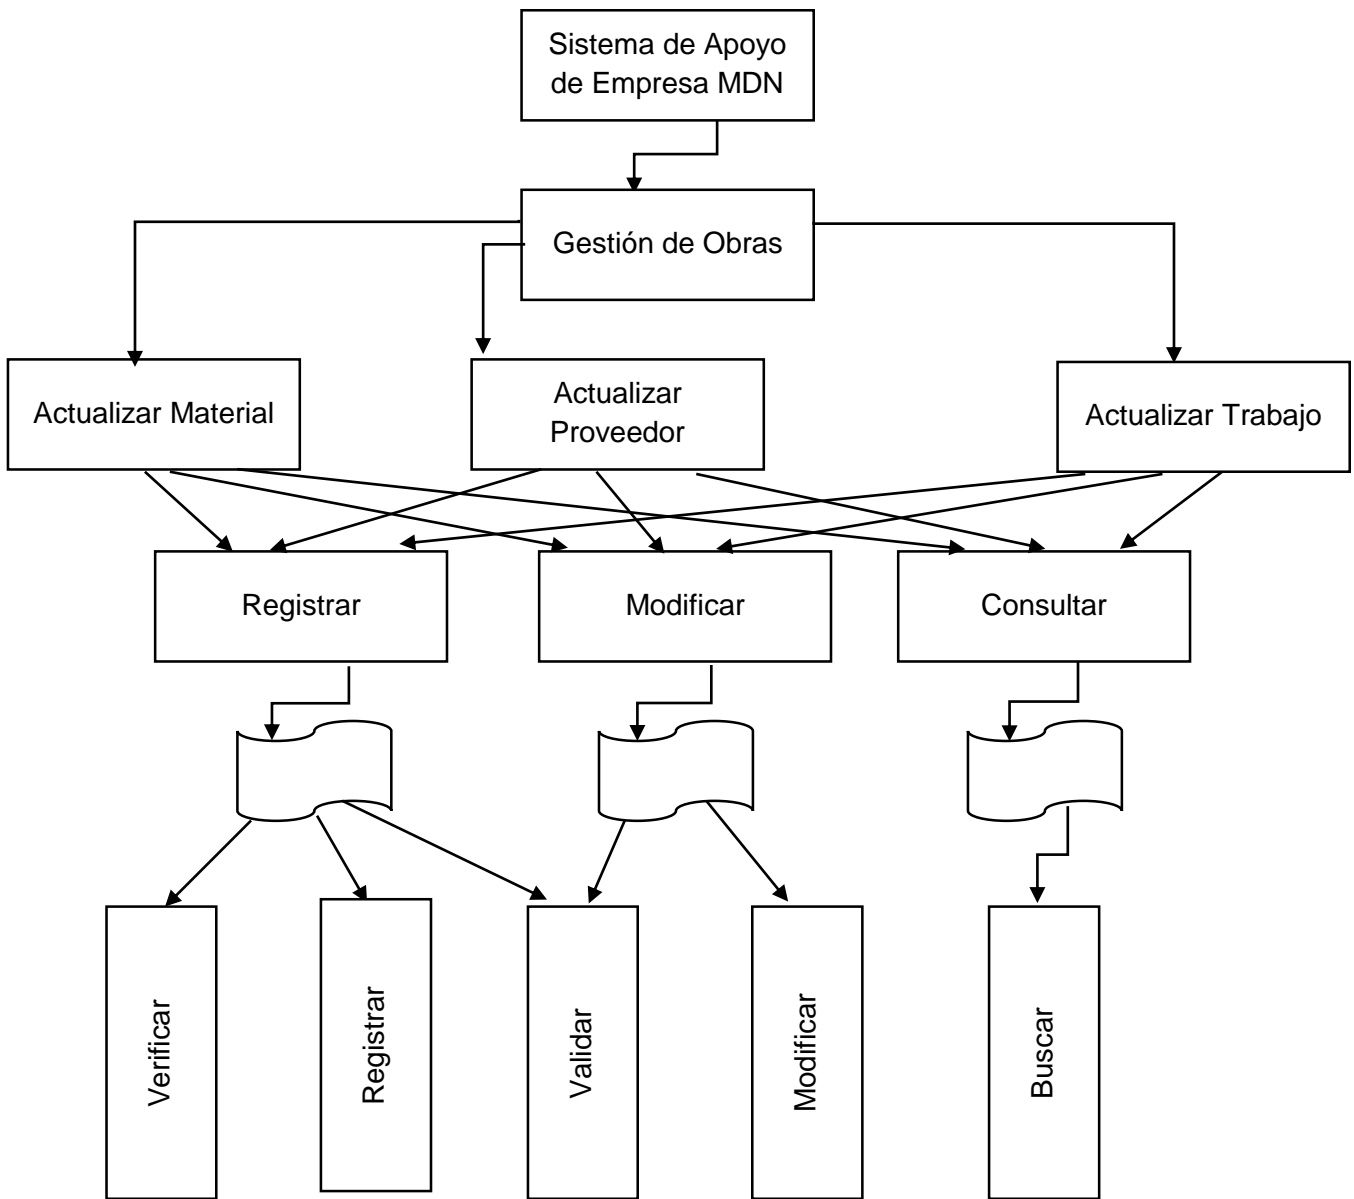 Sistema de Apoyo
de Empresa MDN
Gestión de Obras
Actualizar Material
Actualizar
Proveedor
Actualizar Trabajo
Registrar
Modificar
Consultar
Verificar
Registrar
Validar
Modificar
Buscar